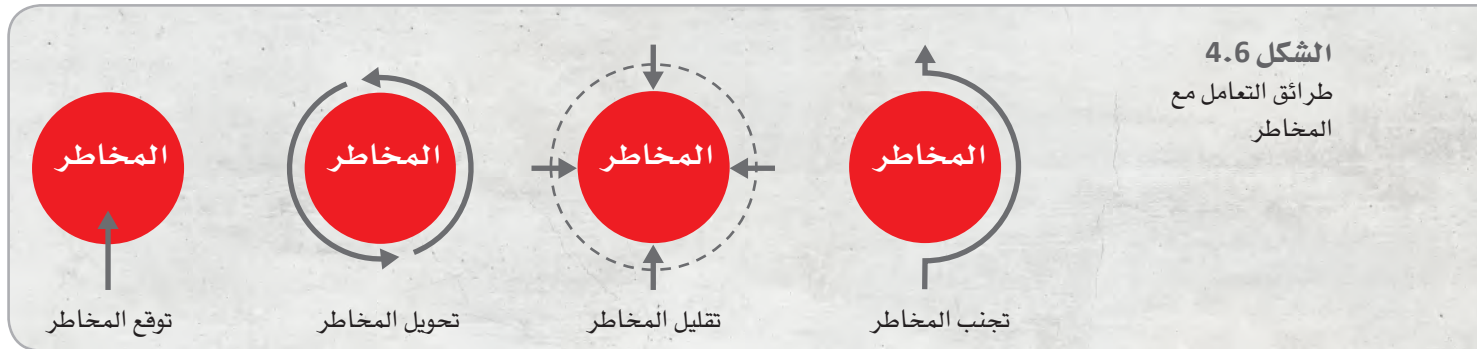 الشكل 4.6
طرائق التعامل مع
المخاطر
المخاطر
المخاطر
المخاطر
المخاطر
تجنب المخاطر
تقليل المخاطر
تحويل المخاطر
توقع المخاطر